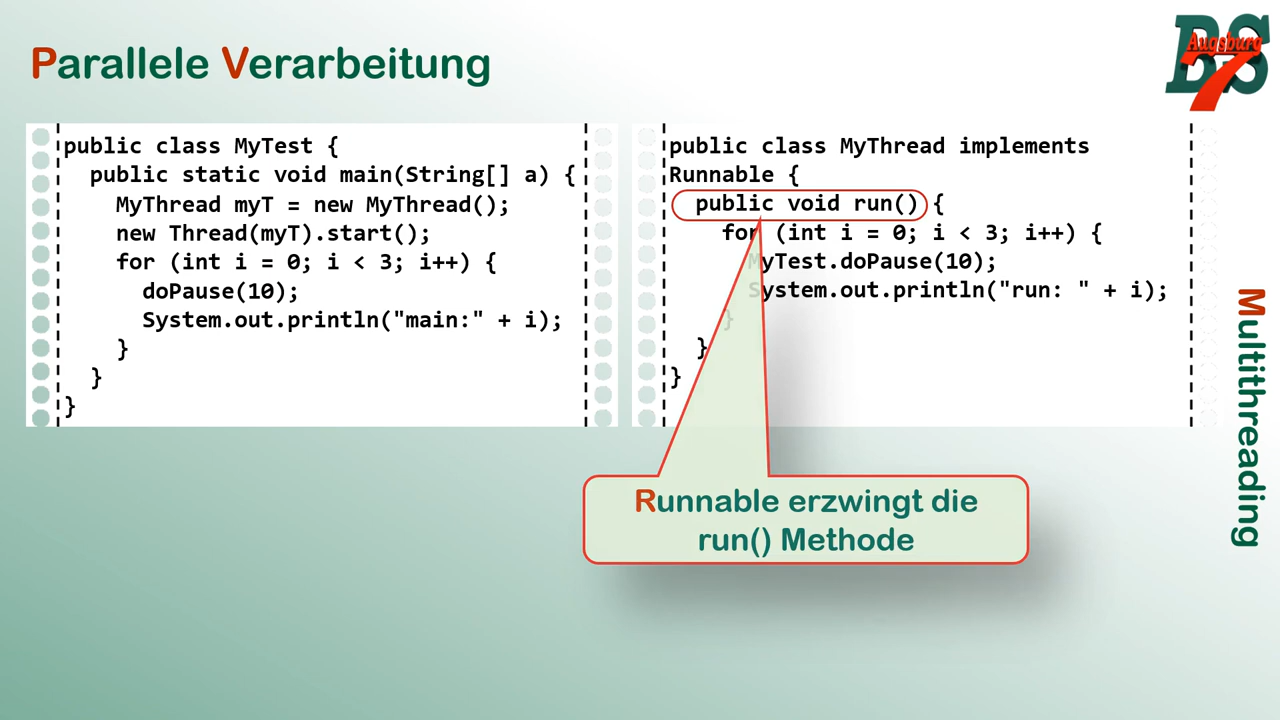 Parallele Verarbeitung
BS
Augsburg
7
public class MyTest {
public static void main(String[] a) {
MyThread myT = new MyThread();
new Thread(myT).start();
for (int i = 0; i < 3; i++) {
doPause(10);
System.out.println("main:" + i);
}
}
}
public class MyThread implements
Runnable {
public void run() {
for (int i = 0; i < 3; i++) {
MyTest.doPause(10);
System.out.println("run: " + i);
}
}
}
Runnable erzwingt die
run() Methode
Multithreading